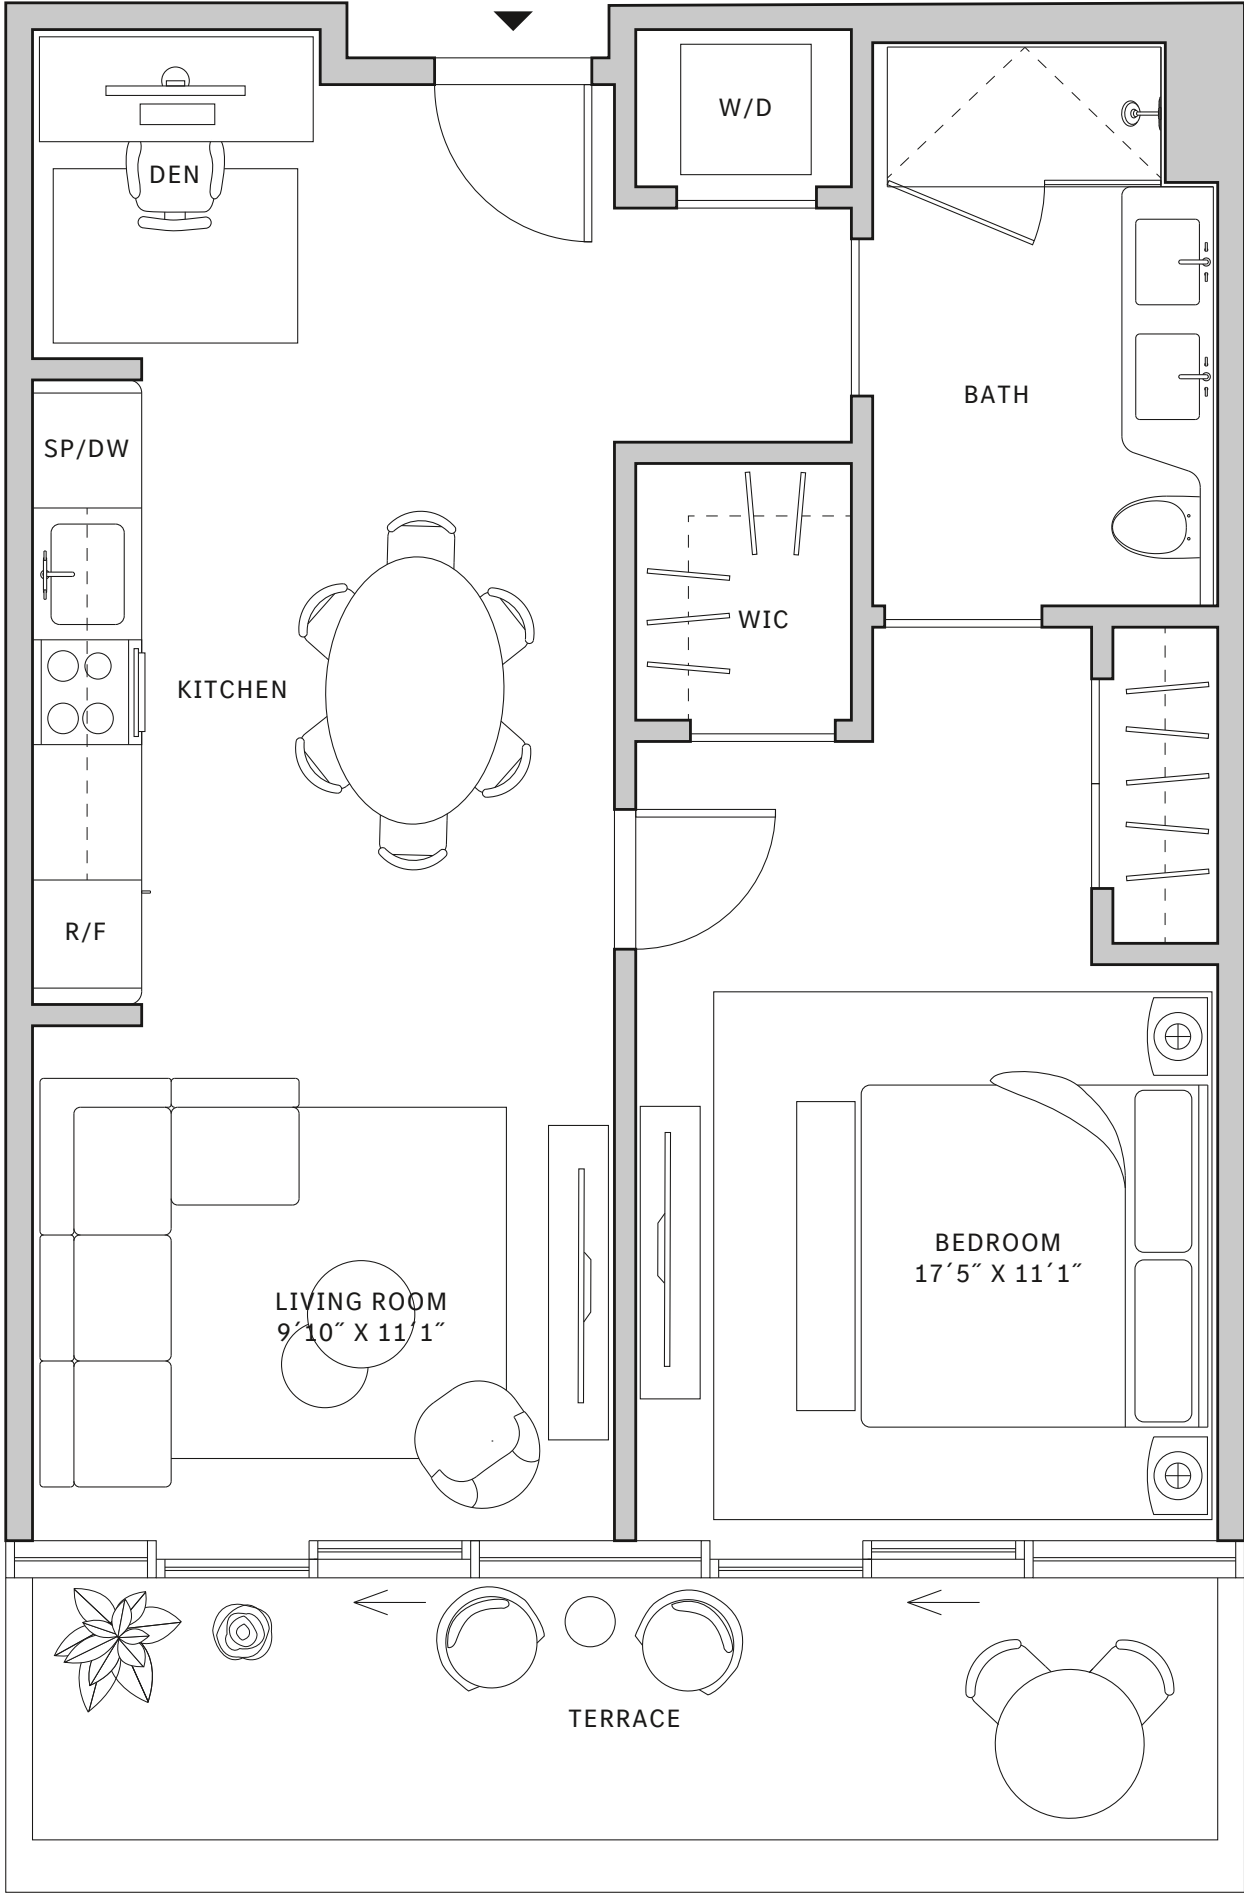 W/D
DEN
BATH
SP/DW
WIC
KITCHEN
R/F
BEDROOM
17´5˝ X 11´1˝
LIVING ROOM
9´10˝ X 11´1˝
TERRACE